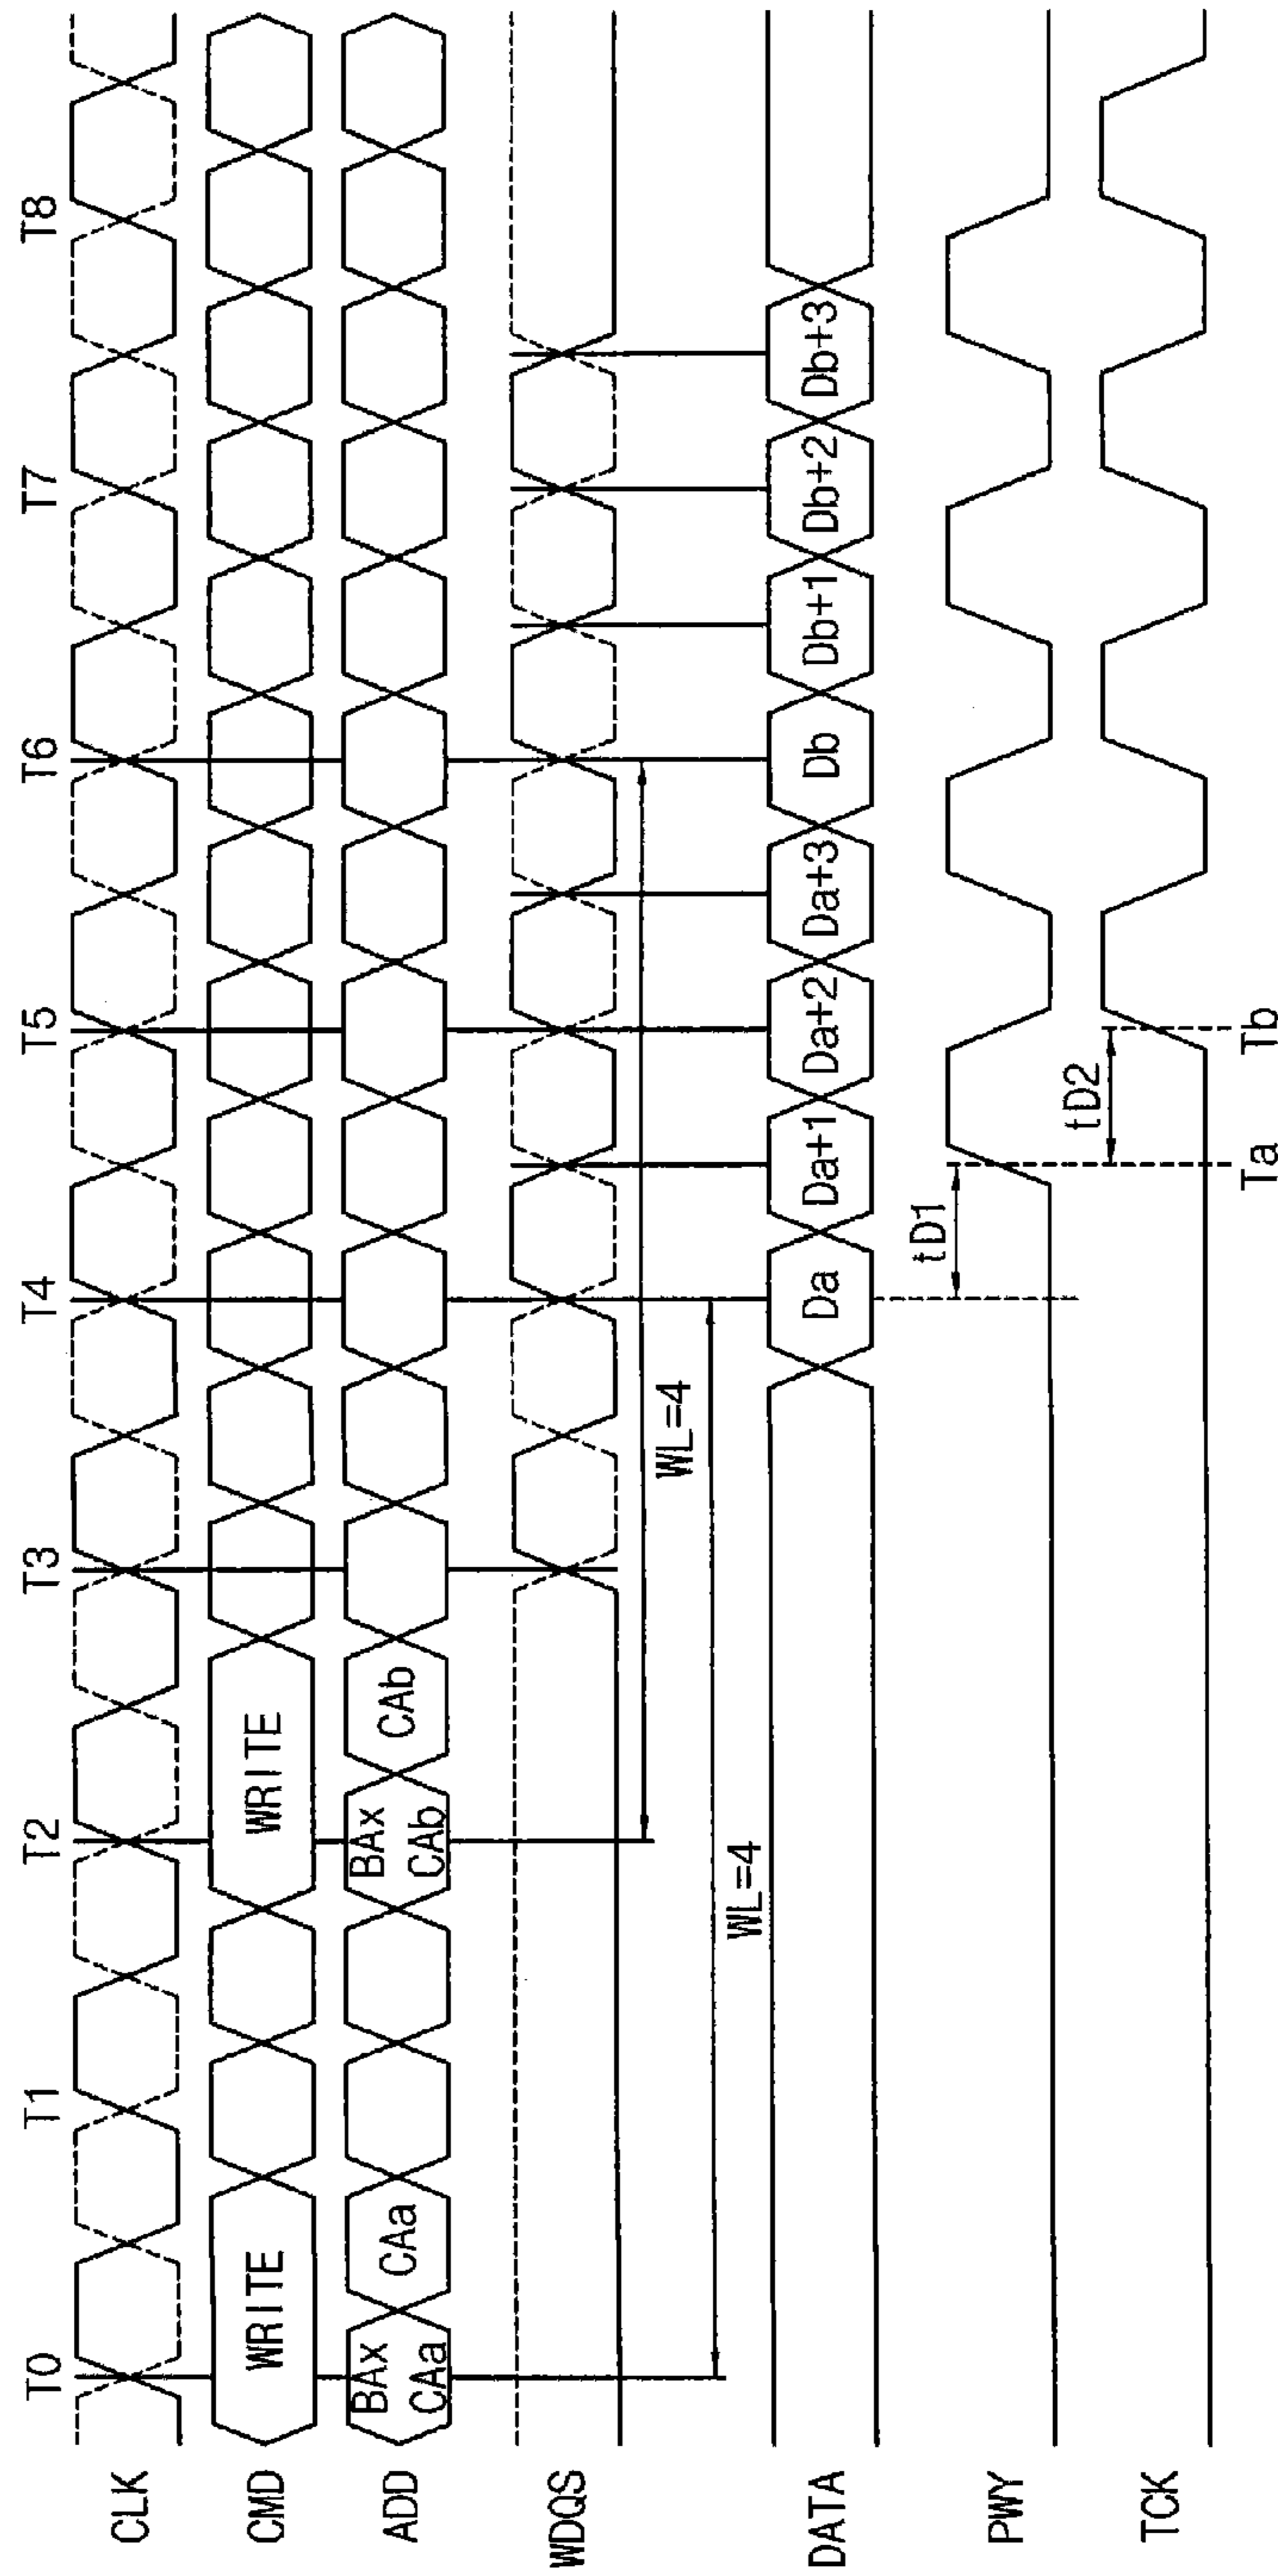 T0 T1 T2 T3 T4 T5 T6 T7 T8
CLK
CMD WRITE WRITE
ADD BAx CAa CAa BAx CAb CAb
WDQS
WL=4
WL=4
DATA Da Da+1 Da+2 Da+3 Db Db+1 Db+2 Db+3
tD1
PWY
tD2
TCK
Ta Tb